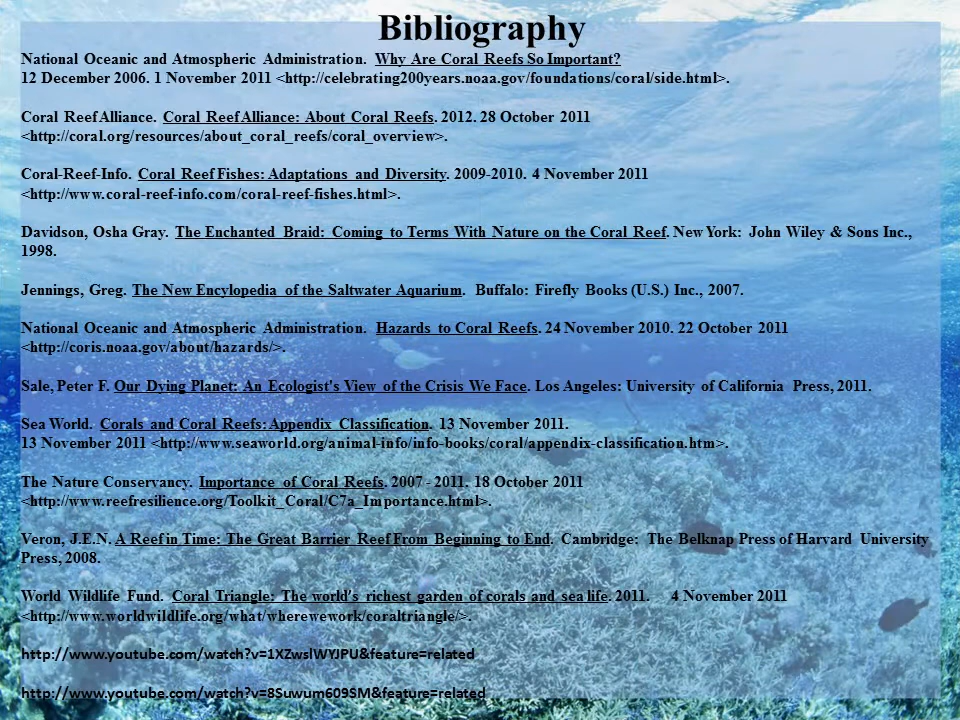 Bibliography
National Oceanic and Atmospheric Administration. Why Are Coral Reefs So Important?
12 December 2006. 1 November 2011 <http://celebrating200years.noaa.gov/foundations/coral/side.html>.
Coral Reef Alliance. Coral Reef Alliance: About Coral Reefs. 2012. 28 October 2011
<http://coral.org/resources/about_coral_reefs/coral_overview>.
Coral-Reef-Info. Coral Reef Fishes: Adaptations and Diversity. 2009-2010. 4 November 2011
<http://www.coral-reef-info.com/coral-reef-fishes.html>.
Davidson, Osha Gray. The Enchanted Braid: Coming to Terms With Nature on the Coral Reef. New York: John Wiley & Sons Inc.,
1998.
Jennings, Greg. The New Encylopedia of the Saltwater Aquarium. Buffalo: Firefly Books (U.S.) Inc., 2007.
National Oceanic and Atmospheric Administration. Hazards to Coral Reefs. 24 November 2010. 22 October 2011
<http://coris.noaa.gov/about/hazards/>.
Sale, Peter F. Our Dying Planet: An Ecologist's View of the Crisis We Face. Los Angeles: University of California Press, 2011.
Sea World. Corals and Coral Reefs: Appendix Classification. 13 November 2011.
13 November 2011 <http://www.seaworld.org/animal-info/info-books/coral/appendix-classification.htm>.
The Nature Conservancy. Importance of Coral Reefs. 2007 - 2011. 18 October 2011
<http://www.reefresilience.org/Toolkit_Coral/C7a_Importance.html>.
Veron, J.E.N. A Reef in Time: The Great Barrier Reef From Beginning to End. Cambridge: The Belknap Press of Harvard University
Press, 2008.
World Wildlife Fund. Coral Triangle: The world's richest garden of corals and sea life. 2011. 4 November 2011
<http://www.worldwildlife.org/what/wherewework/coraltriangle/>.
http://www.youtube.com/watch?v=1XZwslWYJPU&feature=related
http://www.youtube.com/watch?v=8Suwum609SM&feature=related